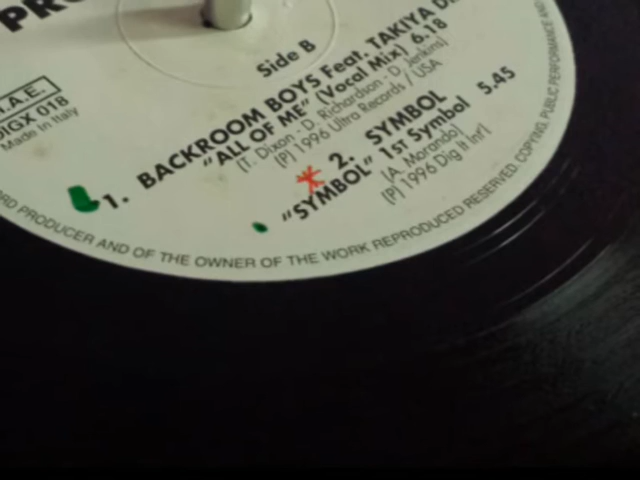 PRO
Side B
.A.E.
DIGX 018
Made in Italy
1. BACKROOM BOYS Feat. TAKIYA
"ALL OF ME" (Vocal Mix) 6.18
(T. Dixon - D. Richardson - D. Jenkins)
(P) 1996 Ultra Records / USA
2. SYMBOL
"SYMBOL" 1ST Symbol 5.45
(A. Morando)
(P) 1996 Dig It Int'l
PRODUCER AND OF THE OWNER OF THE WORK REPRODUCED RESERVED. COPYING, PUBLIC PERFORMANCE AND